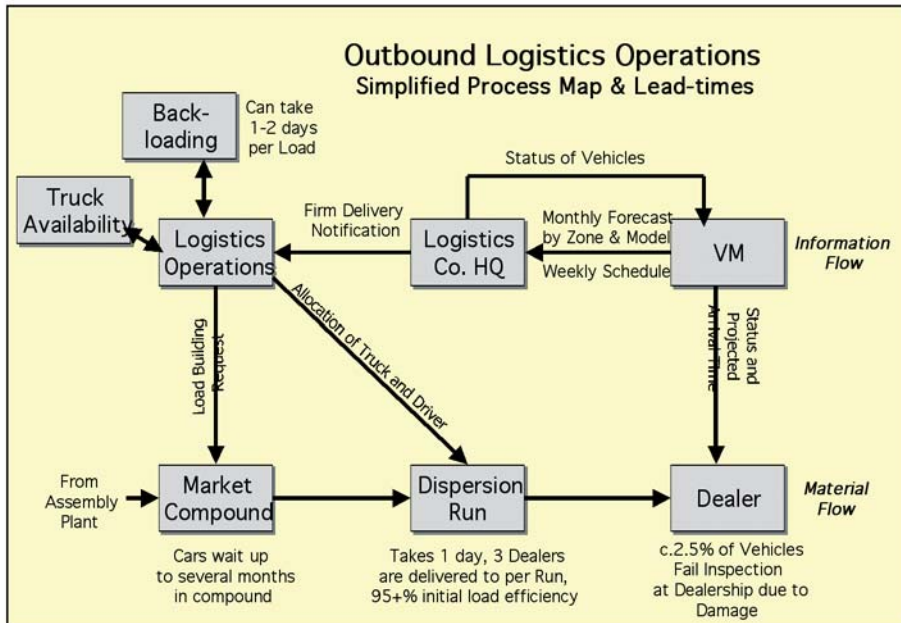 Outbound Logistics Operations
Simplified Process Map & Lead-times
Back-
loading
Can take
1-2 days
per Load
Status of Vehicles
Truck
Availability
Firm Delivery
Notification
Monthly Forecast
by Zone & Model
Weekly Schedule
Logistics
Operations
Logistics
Co. HQ
VM
Information
Flow
Load Building
Request
Allocation of Truck and Driver
Status and
Projected
Arrival Time
From
Assembly
Plant
Market
Compound
Dispersion
Run
Dealer
Material
Flow
Cars wait up
to several months
in compound
Takes 1 day, 3 Dealers
are delivered to per Run,
95+% initial load efficiency
c.2.5% of Vehicles
Fail Inspection
at Dealership due to
Damage